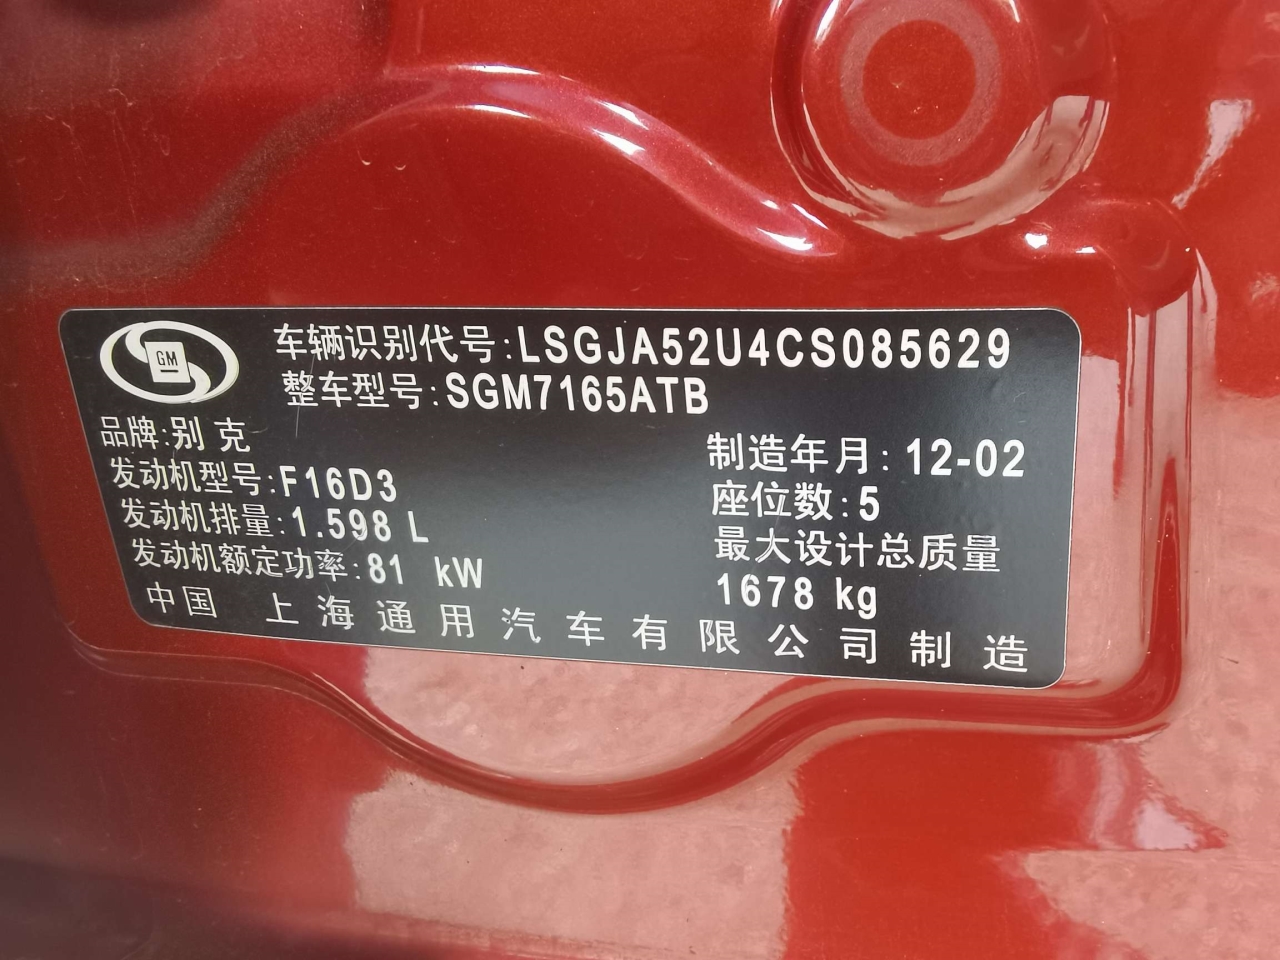 GM
车辆识别代号:LSGJA52U4CS085629
整车型号:SGM7165ATB
品牌:别 克
发动机型号:F16D3
发动机排量:1.598 L
发动机额定功率:81 kW
制造年月: 12-02
座位数:5
最大设计总质量
1678 kg
中国 上海通用汽车有限公司制造